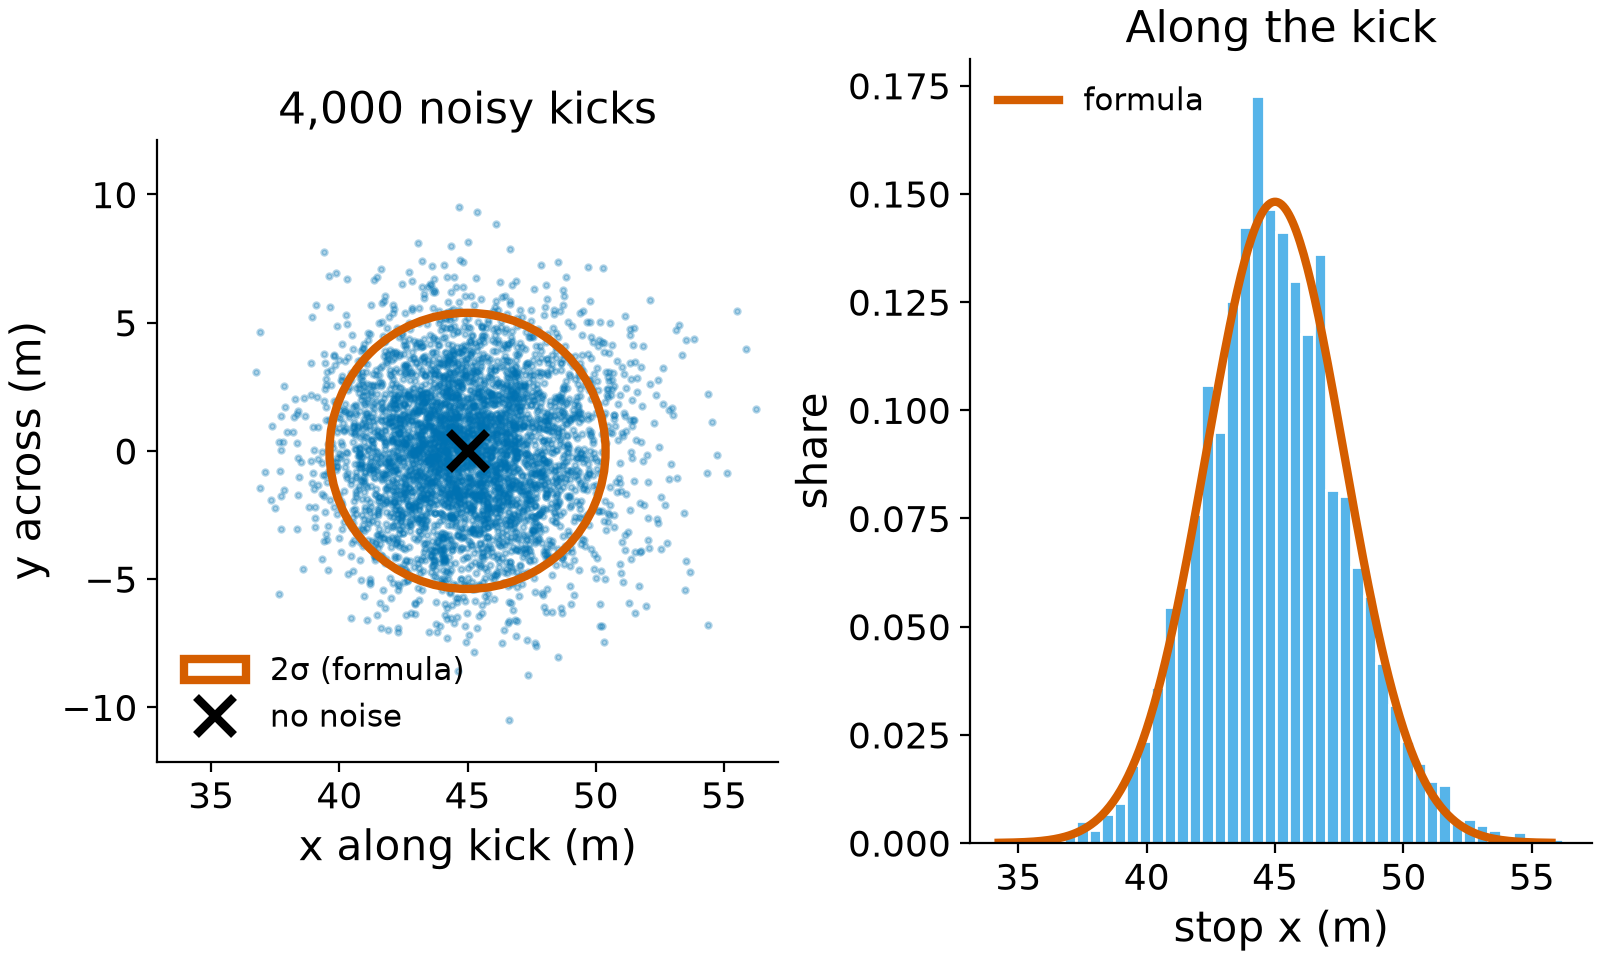 4,000 noisy kicks
y across (m)
10
5
0
−5
−10
2σ (formula)
no noise
35 40 45 50 55
x along kick (m)
Along the kick
formula
share
0.175
0.150
0.125
0.100
0.075
0.050
0.025
0.000
35 40 45 50 55
stop x (m)